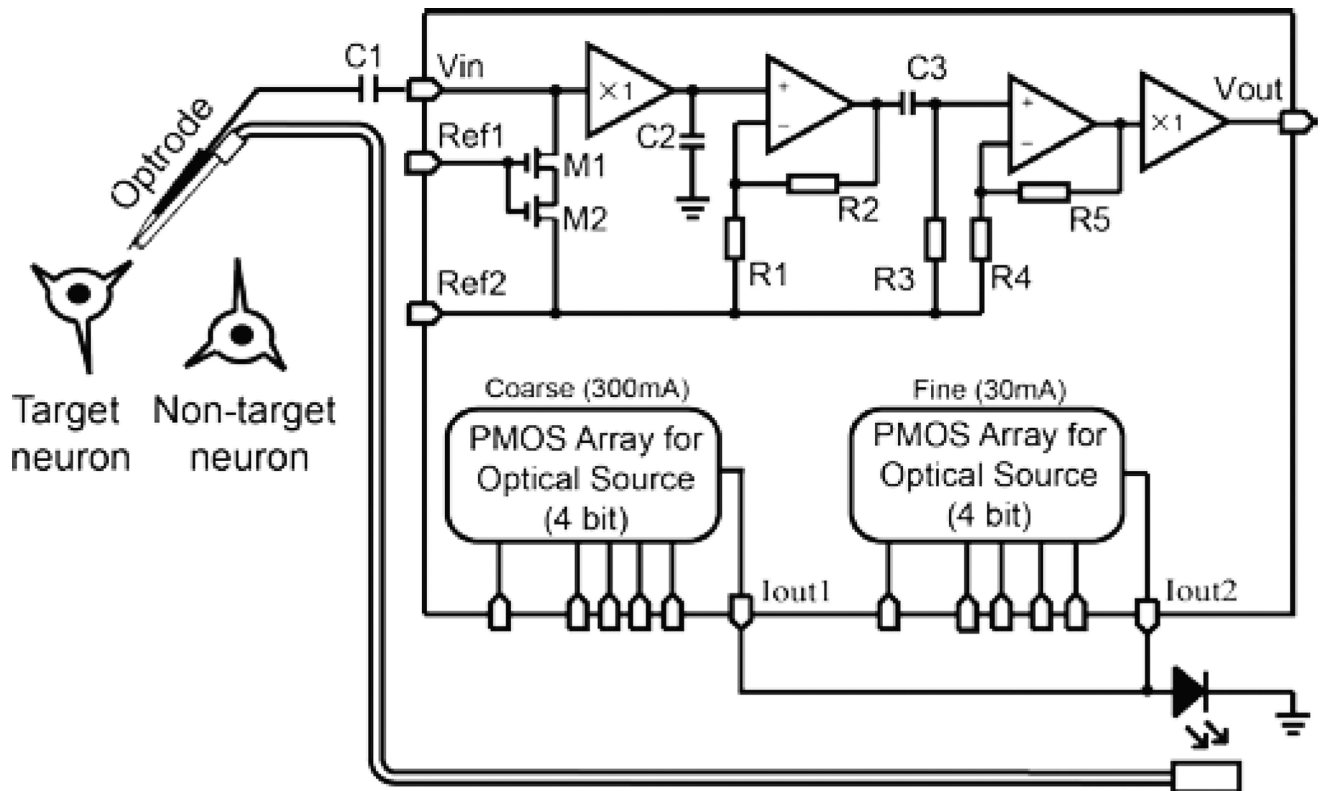 C1
Vin
×1
C2
+
−
C3
+
−
×1
Vout
Optrode
Ref1
M1
M2
R2
R1
R3
R4
R5
Ref2
Target
neuron
Non-target
neuron
Coarse (300mA)
PMOS Array for
Optical Source
(4 bit)
Fine (30mA)
PMOS Array for
Optical Source
(4 bit)
Iout1
Iout2